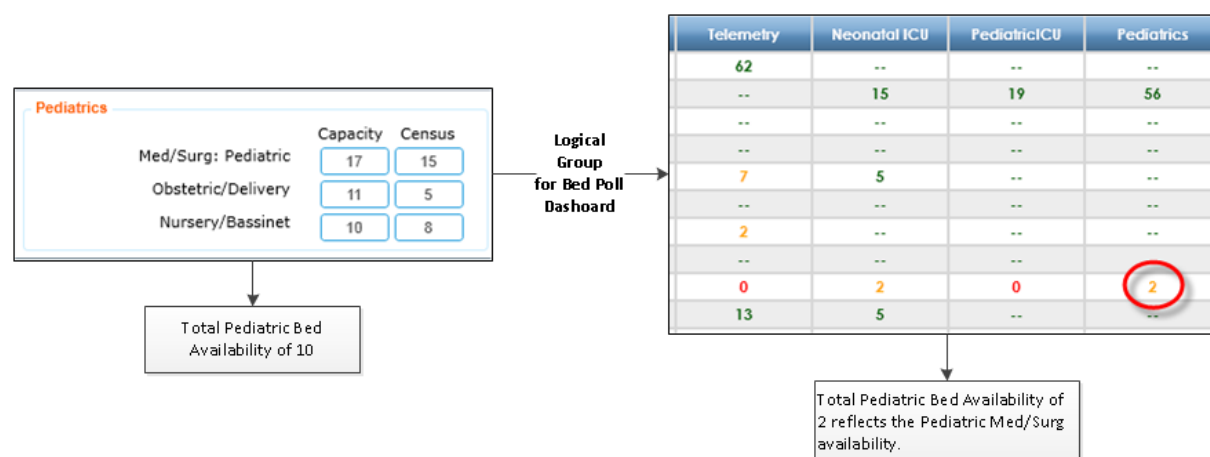 Pediatrics
Capacity Census
Med/Surg: Pediatric 17 15
Obstetric/Delivery 11 5
Nursery/Bassinet 10 8
Total Pediatric Bed
Availability of 10
Logical
Group
for Bed Poll
Dashoard
Telemetry Neonatal ICU PediatricICU Pediatrics
62 -- -- --
-- 15 19 56
-- -- -- --
-- -- -- --
7 5 -- --
-- -- -- --
2 -- -- --
-- -- -- --
0 2 0 2
13 5 -- --
Total Pediatric Bed Availability of
2 reflects the Pediatric Med/Surg
availability.